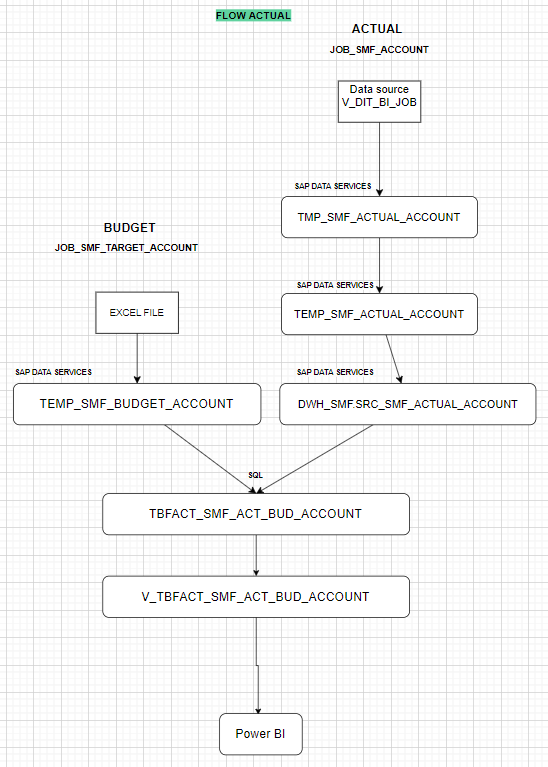 FLOW ACTUAL
ACTUAL
JOB_SMF_ACCOUNT
Data source
V_DIT_BI_JOB
SAP DATA SERVICES
TMP_SMF_ACTUAL_ACCOUNT
BUDGET
JOB_SMF_TARGET_ACCOUNT
SAP DATA SERVICES
EXCEL FILE
TEMP_SMF_ACTUAL_ACCOUNT
SAP DATA SERVICES
SAP DATA SERVICES
TEMP_SMF_BUDGET_ACCOUNT
DWH_SMF.SRC_SMF_ACTUAL_ACCOUNT
SQL
TBFACT_SMF_ACT_BUD_ACCOUNT
V_TBFACT_SMF_ACT_BUD_ACCOUNT
Power BI